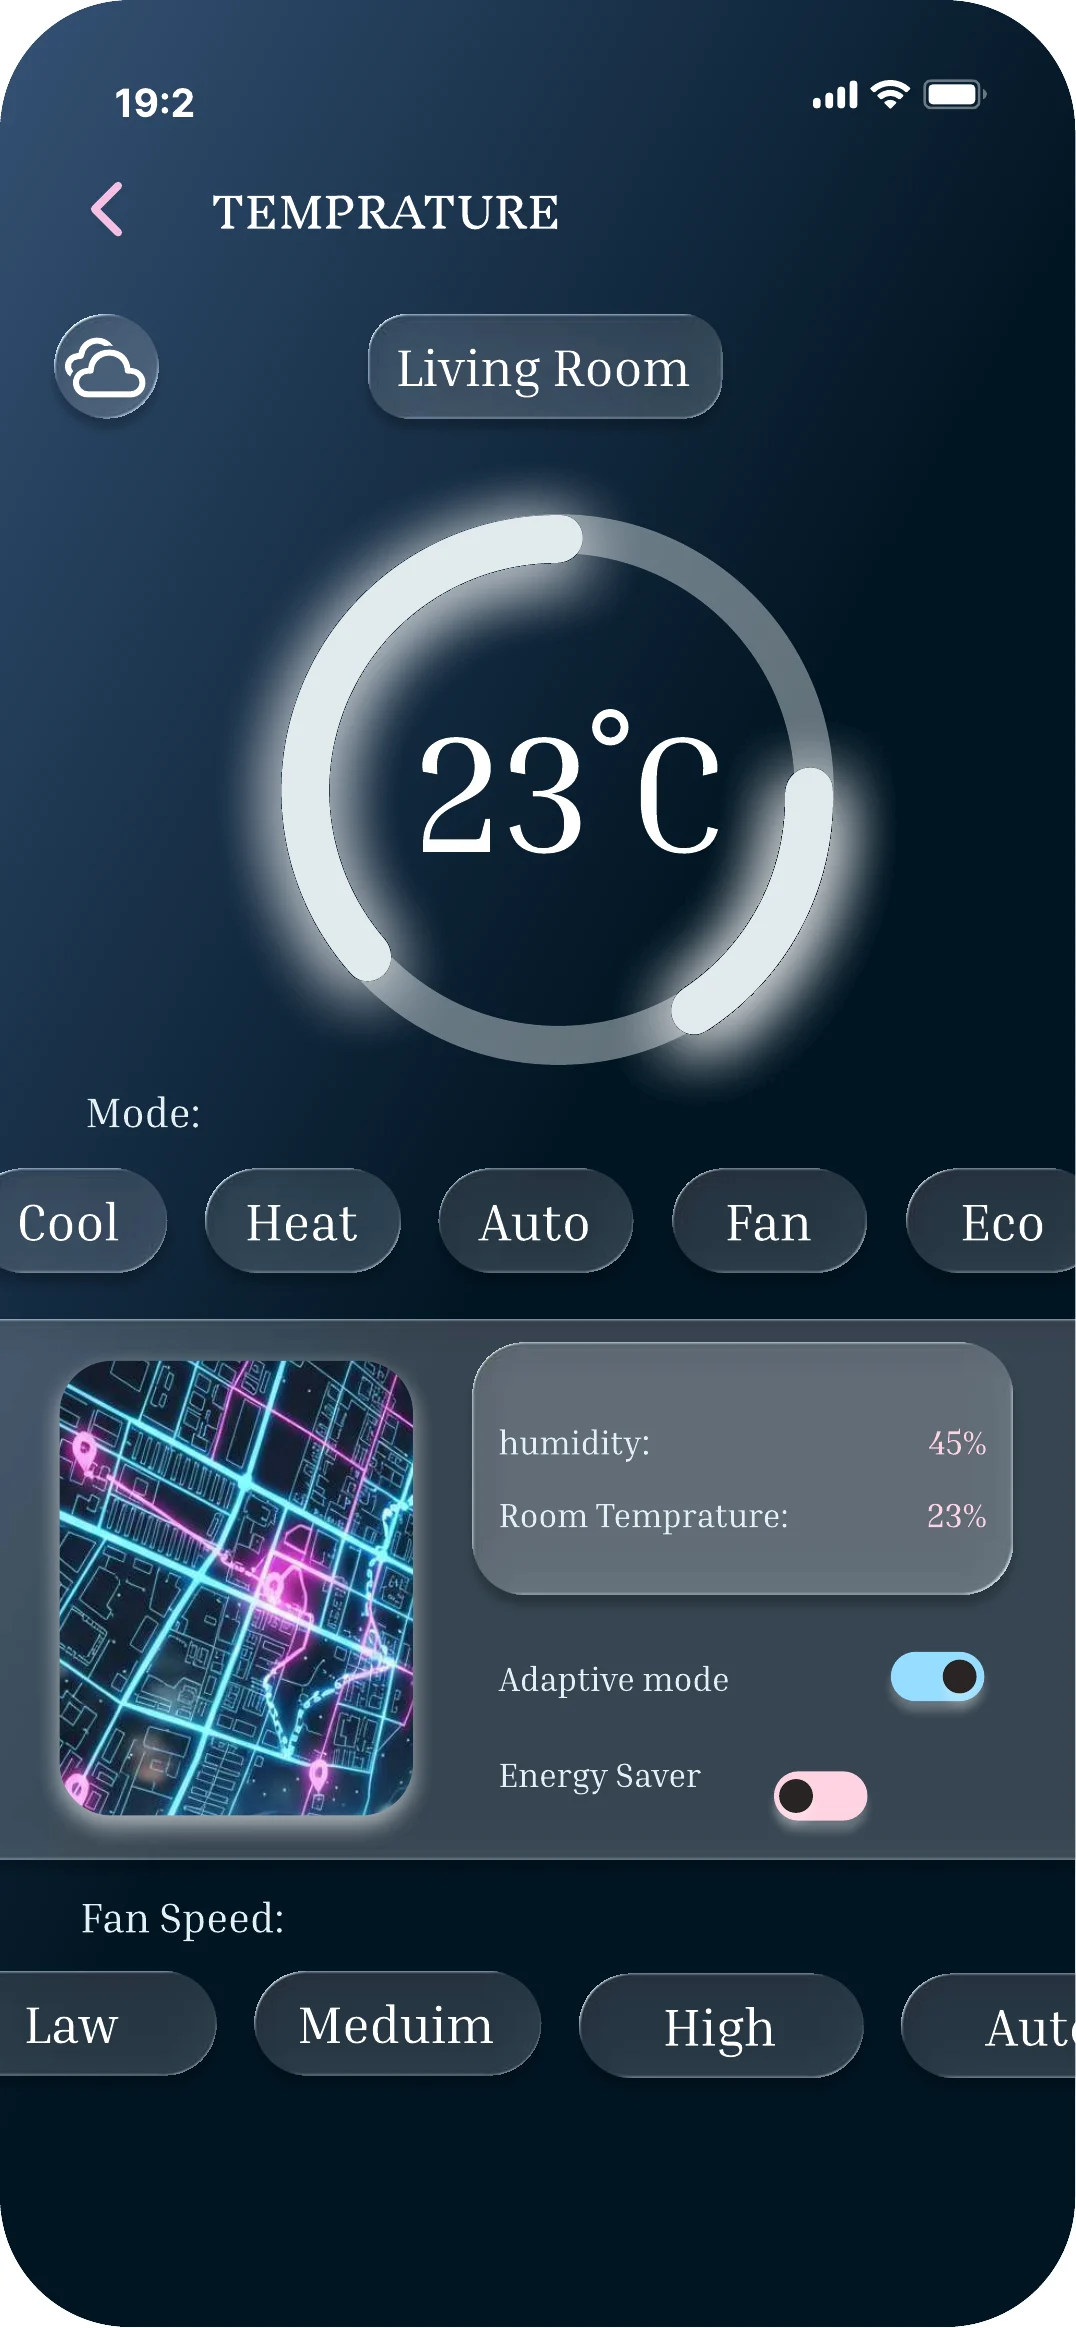 19:2
TEMPRATURE
Living Room
23°C
Mode:
Cool Heat Auto Fan Eco
humidity: 45%
Room Temprature: 23%
Adaptive mode
Energy Saver
Fan Speed:
Law Meduim High Auto